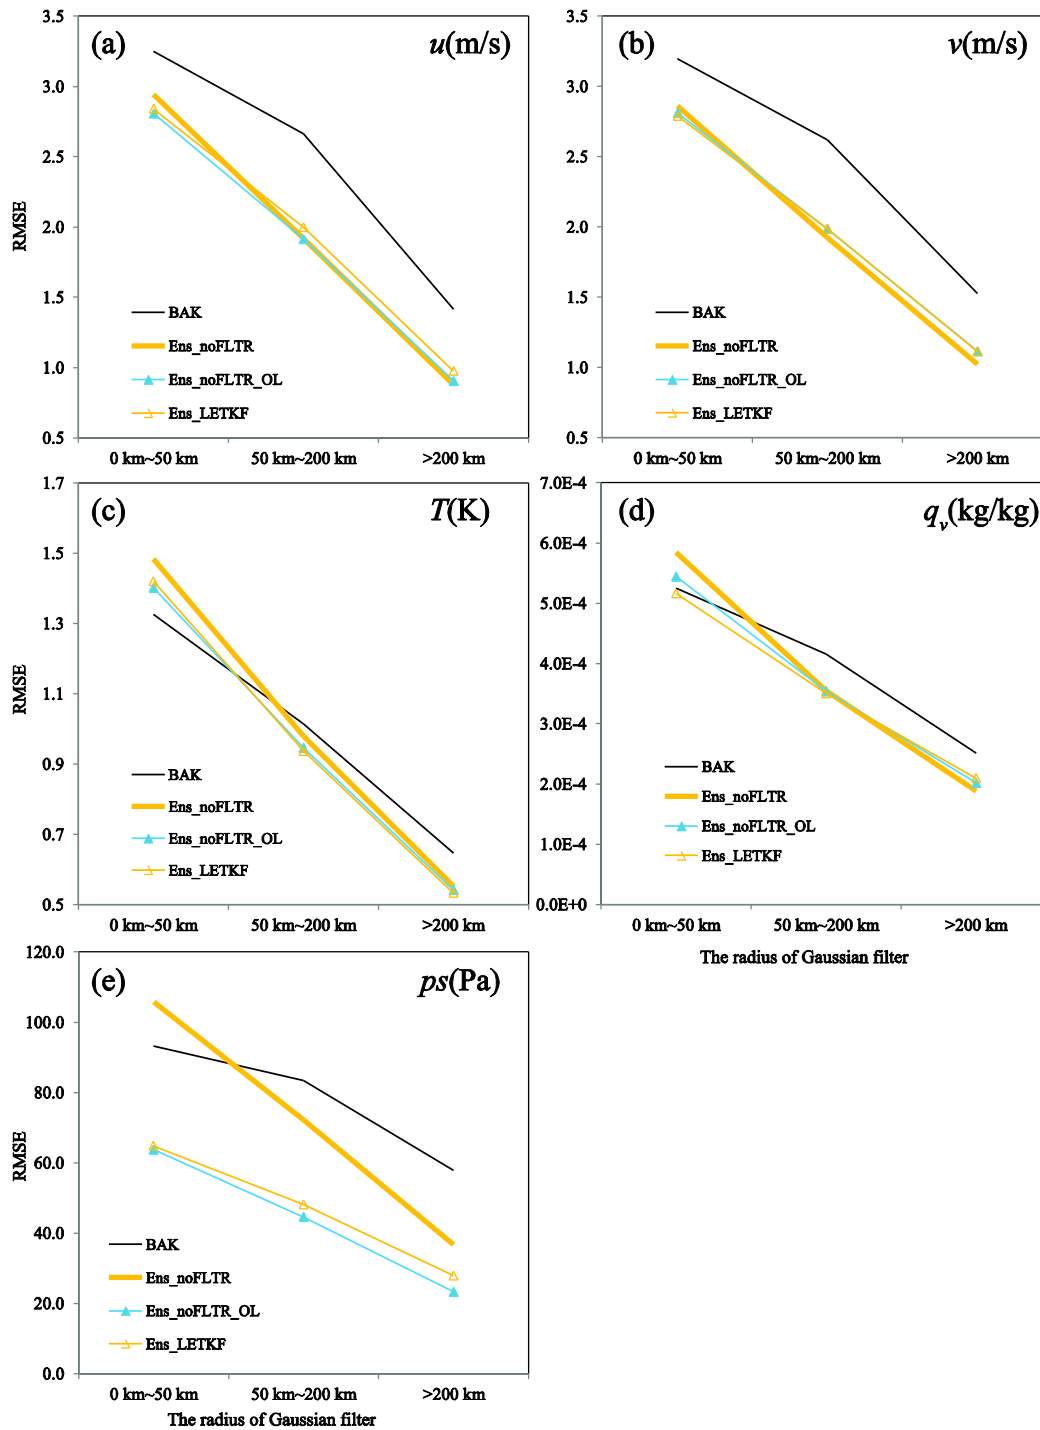 (a) u(m/s)
3.5
3.0
2.5
2.0
1.5
1.0
0.5
RMSE
BAK
Ens_noFLTR
Ens_noFLTR_OL
Ens_LETKF
0 km~50 km 50 km~200 km >200 km
(b) v(m/s)
3.5
3.0
2.5
2.0
1.5
1.0
0.5
BAK
Ens_noFLTR
Ens_noFLTR_OL
Ens_LETKF
0 km~50 km 50 km~200 km >200 km
(c) T(K)
1.7
1.5
1.3
1.1
0.9
0.7
0.5
RMSE
BAK
Ens_noFLTR
Ens_noFLTR_OL
Ens_LETKF
0 km~50 km 50 km~200 km >200 km
(d) qv(kg/kg)
7.0E-4
6.0E-4
5.0E-4
4.0E-4
3.0E-4
2.0E-4
1.0E-4
0.0E+0
BAK
Ens_noFLTR
Ens_noFLTR_OL
Ens_LETKF
0 km~50 km 50 km~200 km >200 km
The radius of Gaussian filter
(e) ps(Pa)
120.0
100.0
80.0
60.0
40.0
20.0
0.0
RMSE
BAK
Ens_noFLTR
Ens_noFLTR_OL
Ens_LETKF
0 km~50 km 50 km~200 km >200 km
The radius of Gaussian filter